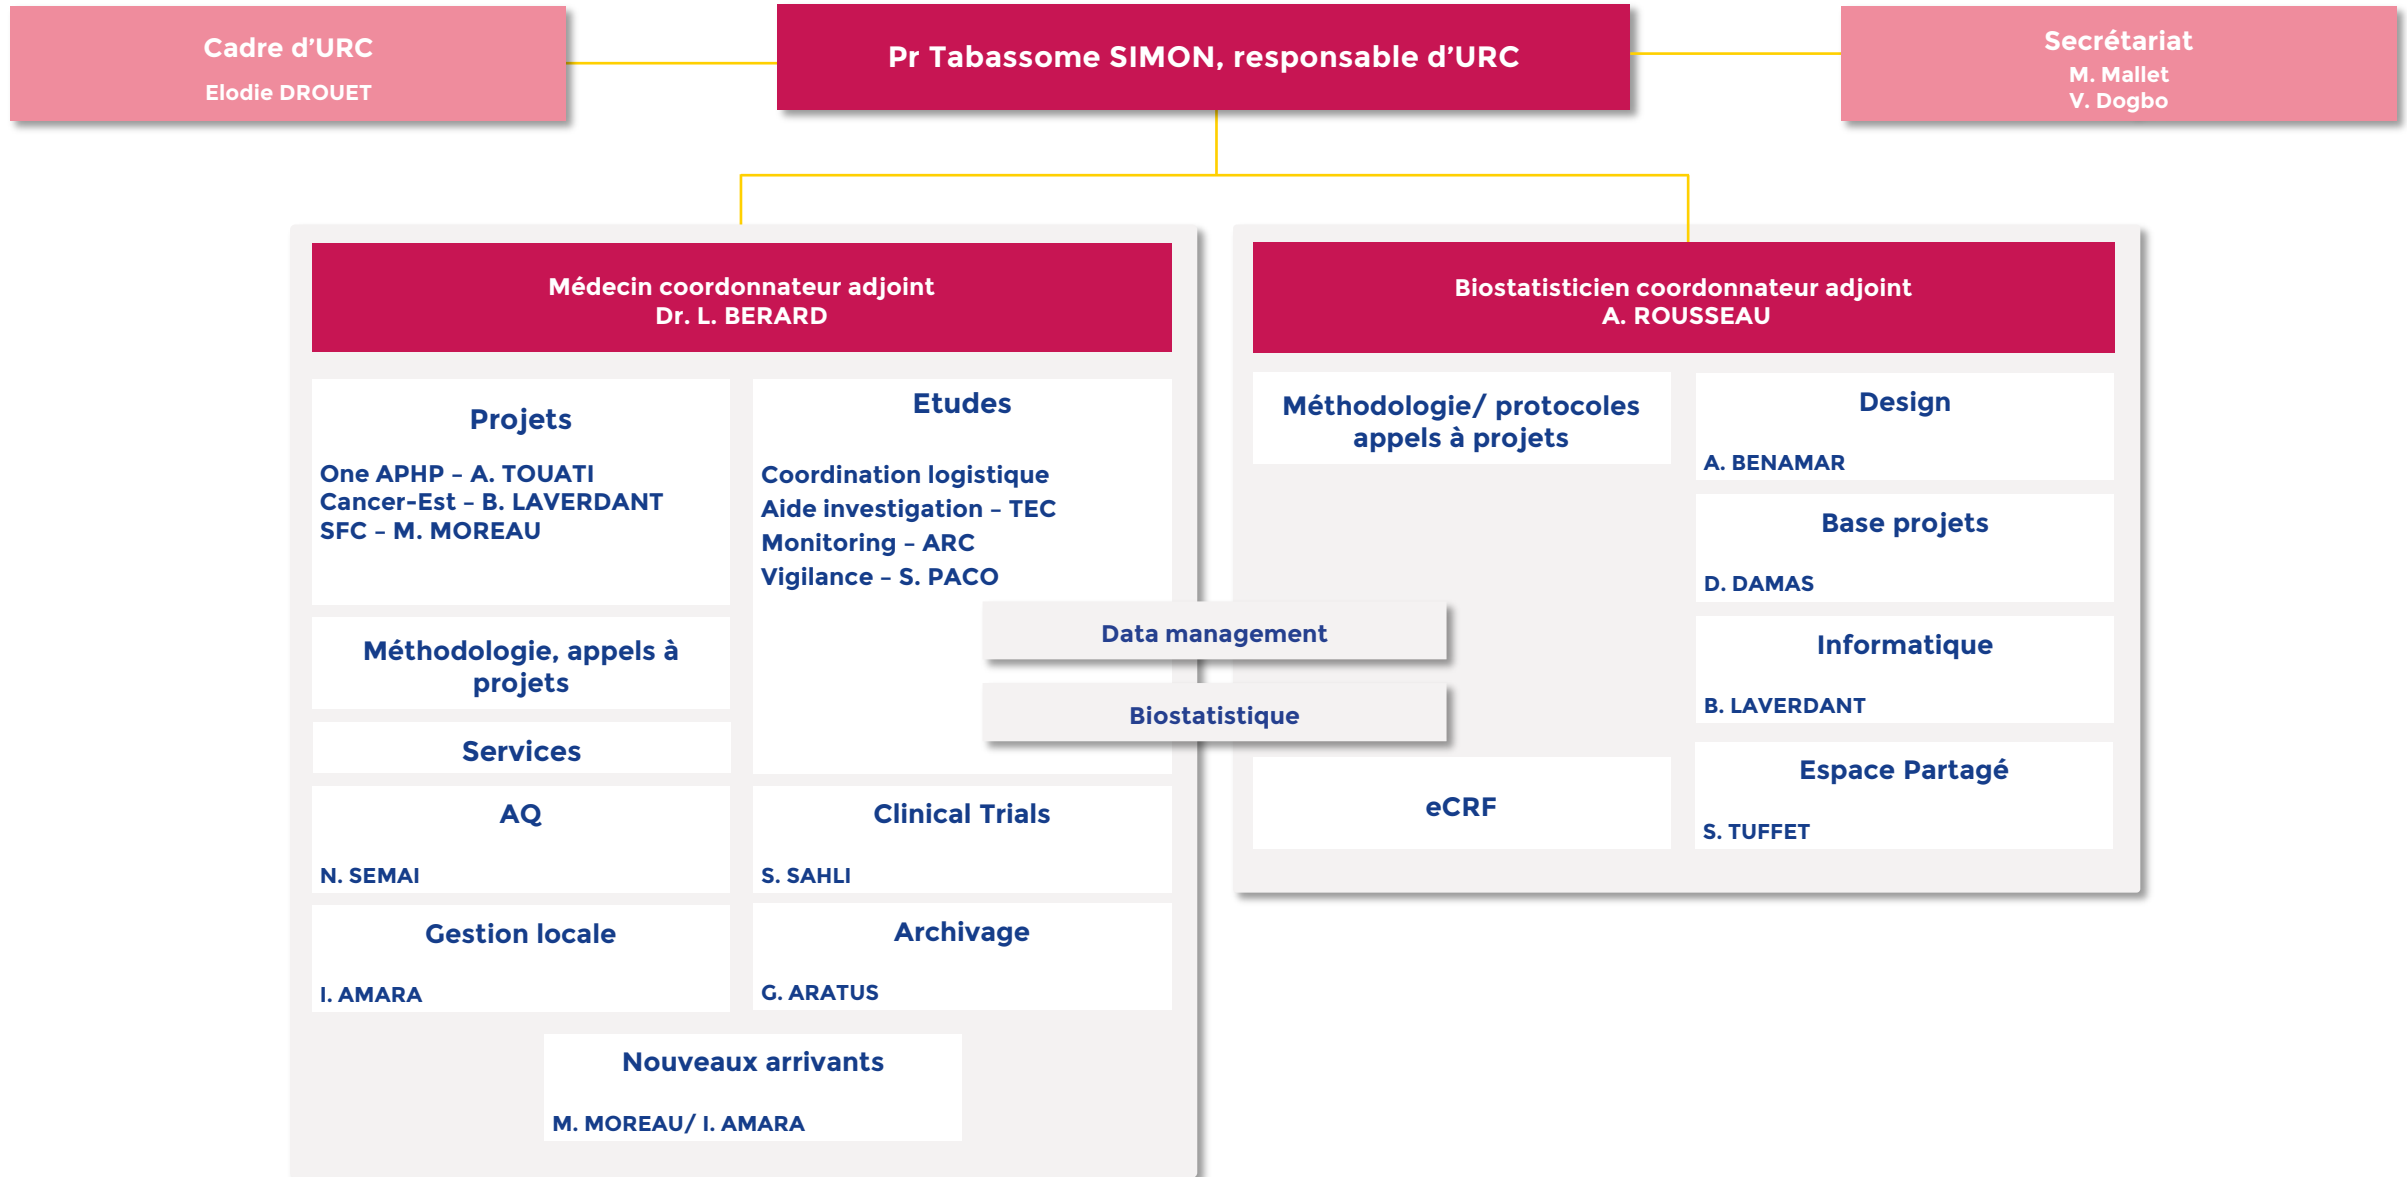 Cadre d’URC
Elodie DROUET
Pr Tabassome SIMON, responsable d’URC
Secrétariat
M. Mallet
V. Dogbo
Médecin coordonnateur adjoint
Dr. L. BERARD
Projets
One APHP – A. TOUATI
Cancer-Est – B. LAVERDANT
SFC – M. MOREAU
Etudes
Coordination logistique
Aide investigation – TEC
Monitoring – ARC
Vigilance – S. PACO
Méthodologie, appels à
projets
Services
AQ
N. SEMAI
Clinical Trials
S. SAHLI
Gestion locale
I. AMARA
Archivage
G. ARATUS
Nouveaux arrivants
M. MOREAU/ I. AMARA
Data management
Biostatistique
Biostatisticien coordonnateur adjoint
A. ROUSSEAU
Méthodologie/ protocoles
appels à projets
Design
A. BENAMAR
Base projets
D. DAMAS
Informatique
B. LAVERDANT
eCRF
Espace Partagé
S. TUFFET